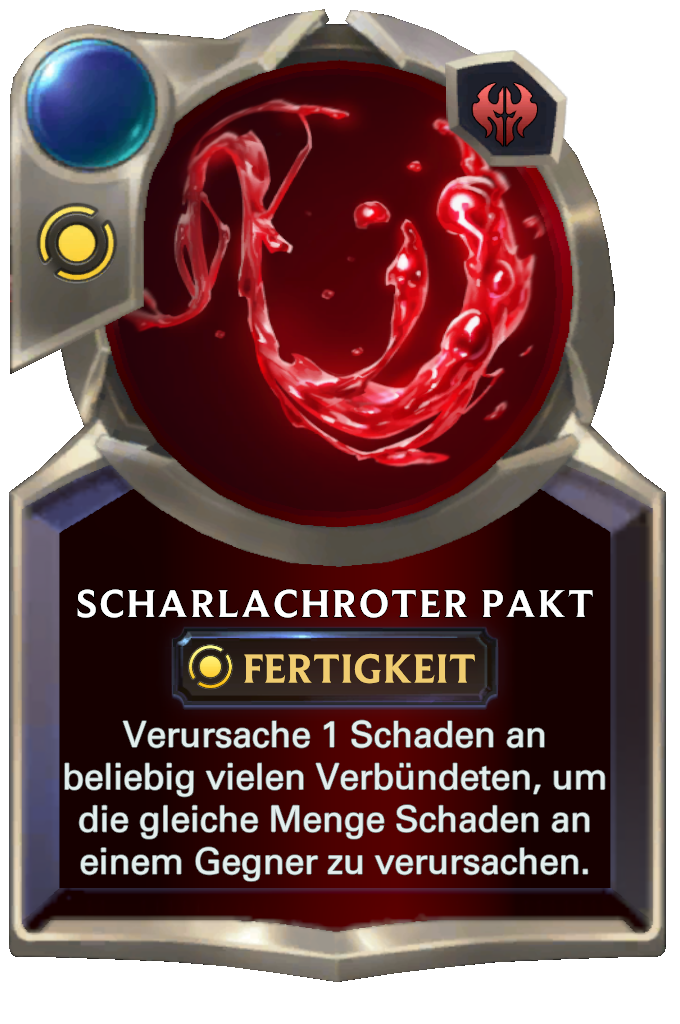 SCHARLACHROTER PAKT
FERTIGKEIT
Verursache 1 Schaden an
beliebig vielen Verbündeten, um
die gleiche Menge Schaden an
einem Gegner zu verursachen.